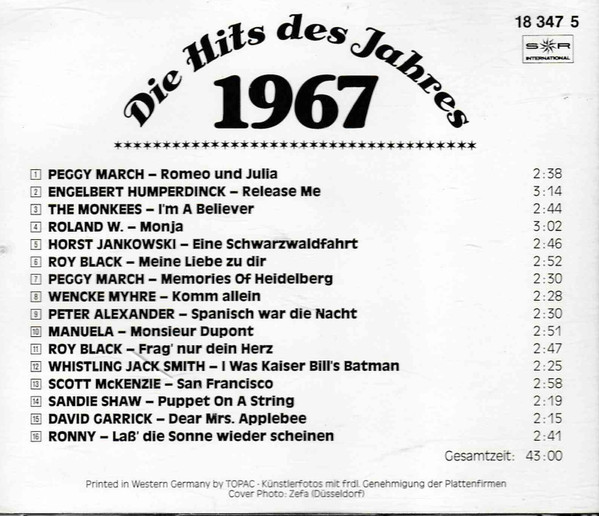 18 347 5
S R
INTERNATIONAL
Die Hits des Jahres
1967
1 PEGGY MARCH – Romeo und Julia 2:38
2 ENGELBERT HUMPERDINCK – Release Me 3:14
3 THE MONKEES – I'm A Believer 2:44
4 ROLAND W. – Monja 3:02
5 HORST JANKOWSKI – Eine Schwarzwaldfahrt 2:46
6 ROY BLACK – Meine Liebe zu dir 2:52
7 PEGGY MARCH – Memories Of Heidelberg 2:30
8 WENCKE MYHRE – Komm allein 2:28
9 PETER ALEXANDER – Spanisch war die Nacht 2:30
10 MANUELA – Monsieur Dupont 2:51
11 ROY BLACK – Frag' nur dein Herz 2:47
12 WHISTLING JACK SMITH – I Was Kaiser Bill's Batman 2:25
13 SCOTT McKENZIE – San Francisco 2:58
14 SANDIE SHAW – Puppet On A String 2:19
15 DAVID GARRICK – Dear Mrs. Applebee 2:15
16 RONNY – Laß' die Sonne wieder scheinen 2:41
Gesamtzeit: 43:00
Printed in Western Germany by TOPAC · Künstlerfotos mit frdl. Genehmigung der Plattenfirmen
Cover Photo: Zefa (Düsseldorf)